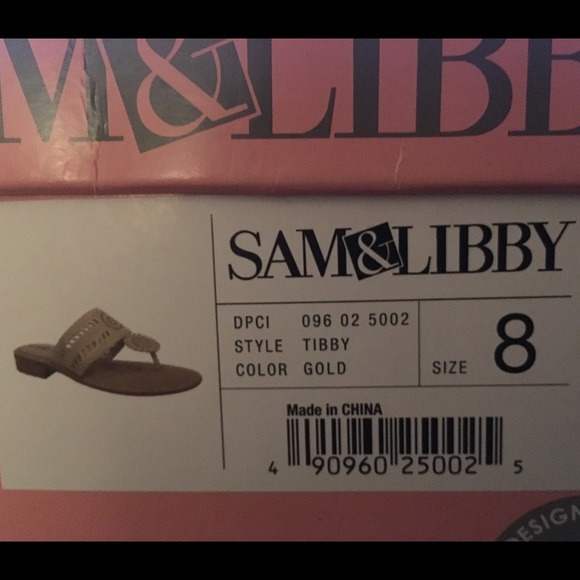 M&LIBB
SAM&LIBBY
DPCI 096 02 5002
STYLE TIBBY
COLOR GOLD
SIZE 8
Made in CHINA
4 90960 25002 5
DESIGN